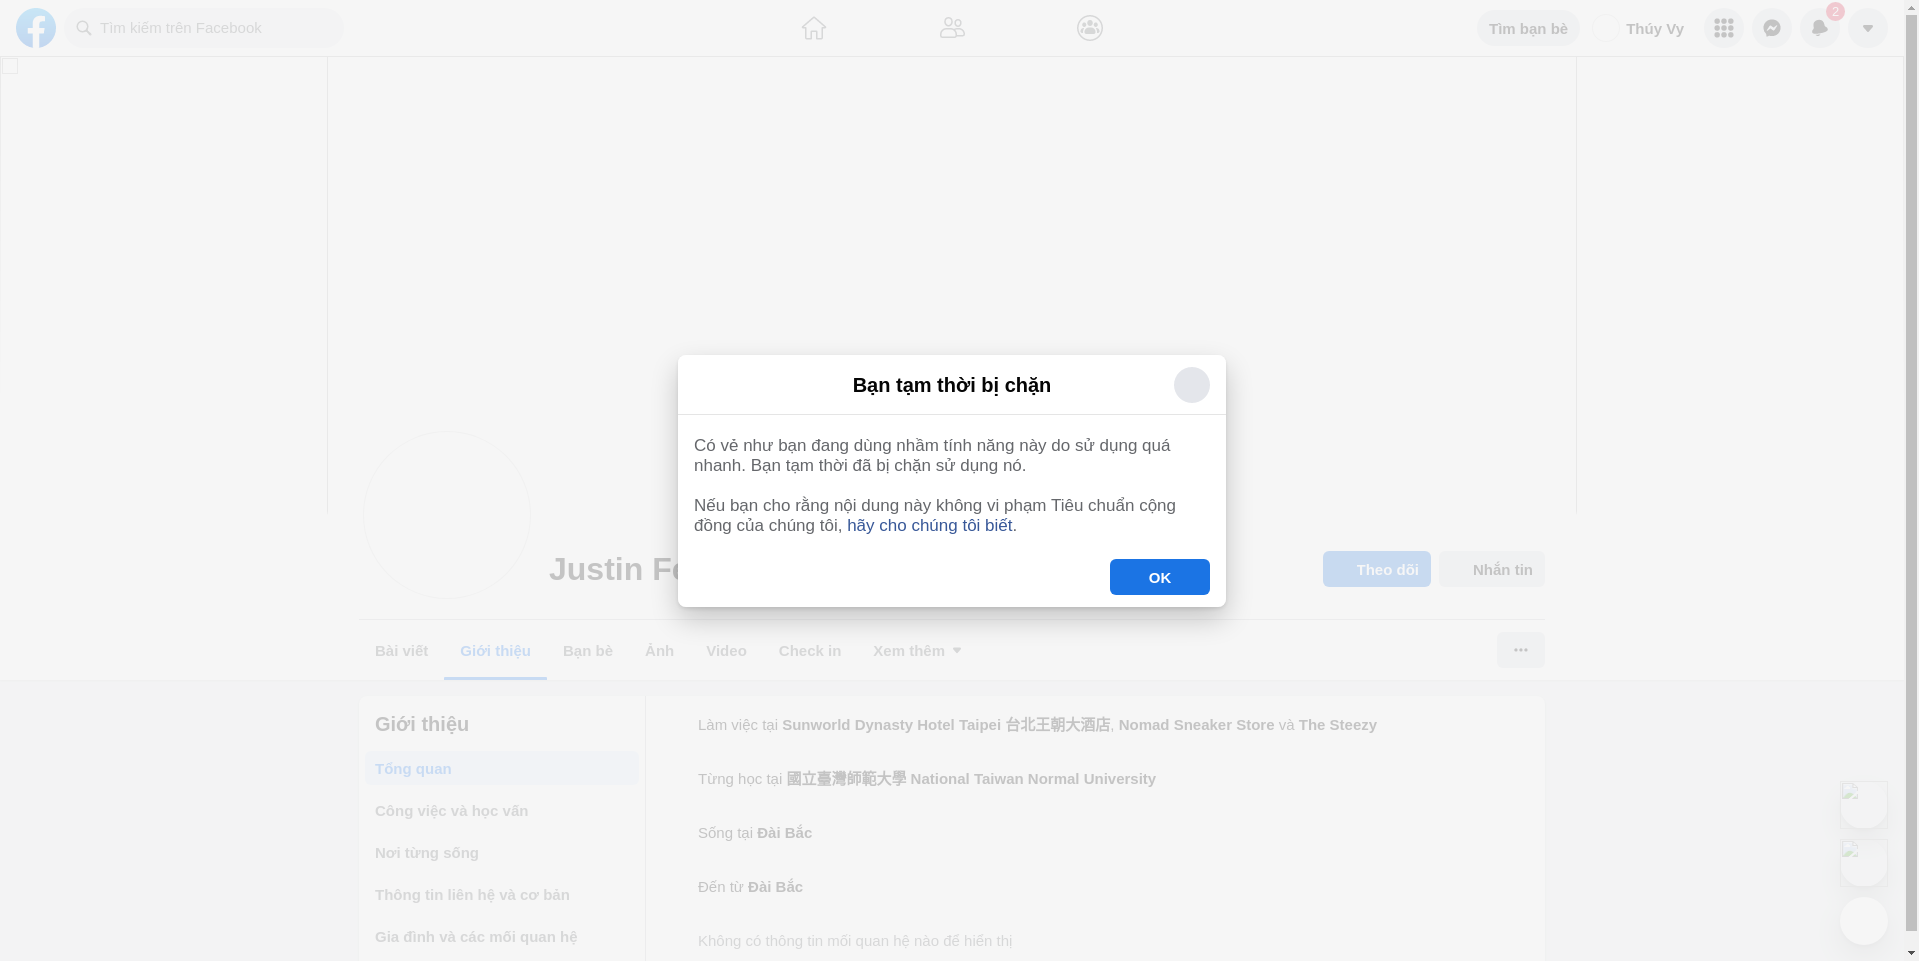 Tìm kiếm trên Facebook
Tìm bạn bè
Thúy Vy
2
Bạn tạm thời bị chặn
Có vẻ như bạn đang dùng nhầm tính năng này do sử dụng quá
nhanh. Bạn tạm thời đã bị chặn sử dụng nó.
Nếu bạn cho rằng nội dung này không vi phạm Tiêu chuẩn cộng
đồng của chúng tôi, hãy cho chúng tôi biết.
OK
Justin
Theo dõi
Nhắn tin
Bài viết
Giới thiệu
Bạn bè
Ảnh
Video
Check in
Xem thêm
Giới thiệu
Tổng quan
Công việc và học vấn
Nơi từng sống
Thông tin liên hệ và cơ bản
Gia đình và các mối quan hệ
Làm việc tại Sunworld Dynasty Hotel Taipei 台北王朝大酒店, Nomad Sneaker Store và The Steezy
Từng học tại 國立臺灣師範大學 National Taiwan Normal University
Sống tại Đài Bắc
Đến từ Đài Bắc
Không có thông tin mối quan hệ nào để hiển thị